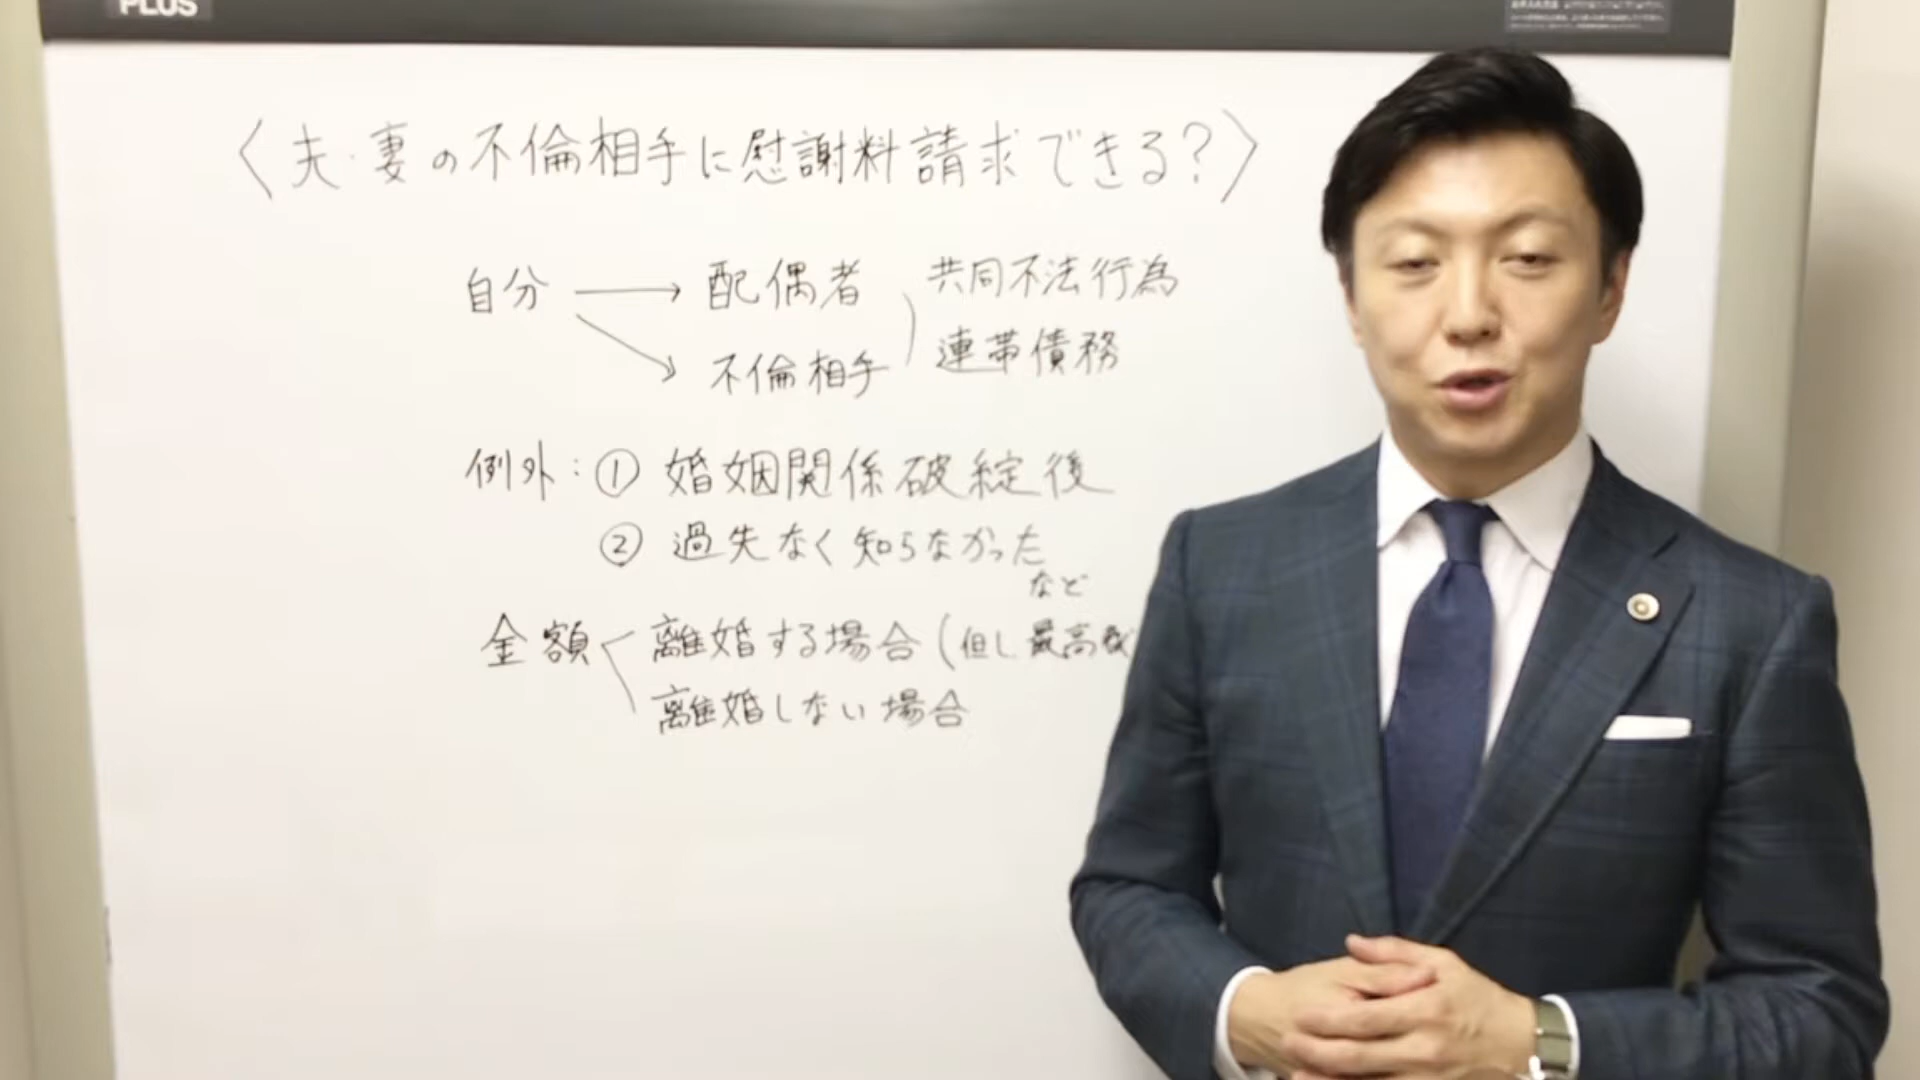 PLUS
〈夫・妻の不倫相手に慰謝料請求できる?〉
自分 → 配偶者 共同不法行為
→ 不倫相手 連帯債務
例外:① 婚姻関係破綻後
② 過失なく知らなかった
など
金額 離婚する場合(但し最高裁
離婚しない場合